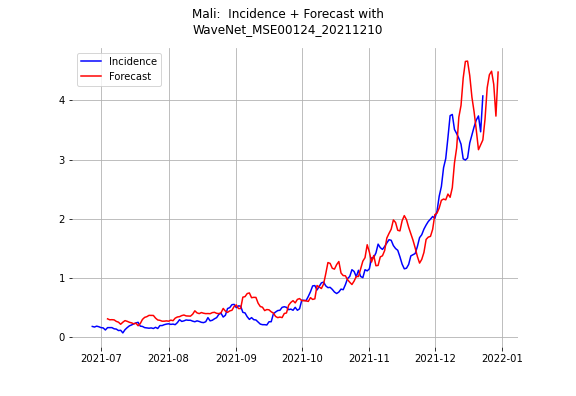 Mali:  Incidence + Forecast with
WaveNet_MSE00124_20211210
Incidence
Forecast
4
3
2
1
0
2021-07 2021-08 2021-09 2021-10 2021-11 2021-12 2022-01